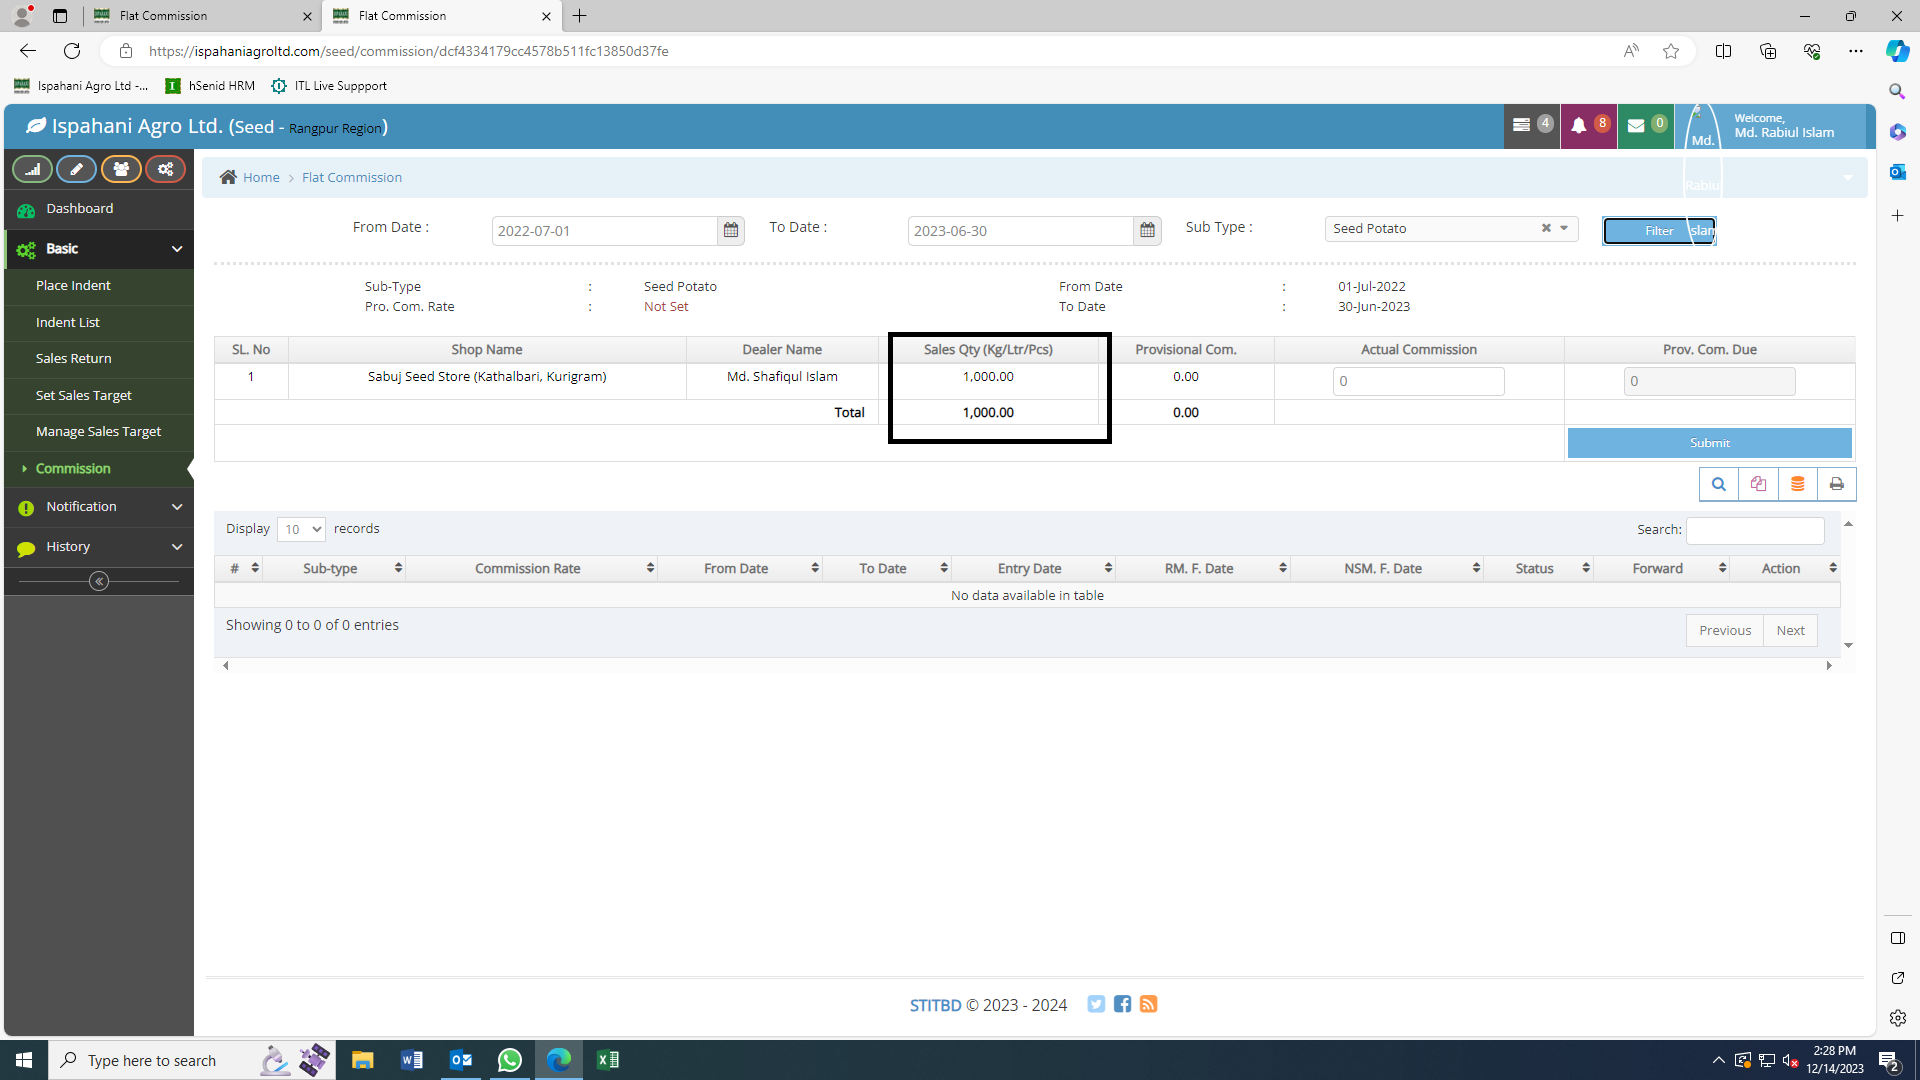 Flat Commission
Flat Commission
https://ispahaniagroltd.com/seed/commission/dcf4334179cc4578b511fc13850d37fe
Ispahani Agro Ltd -... hSenid HRM ITL Live Suppport
Ispahani Agro Ltd. (Seed - Rangpur Region)
4 8 0 Md. Rabiul Islam
Welcome,
Md. Rabiul Islam
Home > Flat Commission
Dashboard
Basic
Place Indent
Indent List
Sales Return
Set Sales Target
Manage Sales Target
Commission
Notification
History
From Date : 2022-07-01 To Date : 2023-06-30 Sub Type : Seed Potato Filter
Sub-Type : Seed Potato From Date : 01-Jul-2022
Pro. Com. Rate : Not Set To Date : 30-Jun-2023
SL. No Shop Name Dealer Name Sales Qty (Kg/Ltr/Pcs) Provisional Com. Actual Commission Prov. Com. Due
1 Sabuj Seed Store (Kathalbari, Kurigram) Md. Shafiqul Islam 1,000.00 0.00 0 0
Total 1,000.00 0.00
Submit
Display 10 records Search:
# Sub-type Commission Rate From Date To Date Entry Date RM. F. Date NSM. F. Date Status Forward Action
No data available in table
Showing 0 to 0 of 0 entries Previous Next
STITBD © 2023 - 2024
Type here to search
2:28 PM
12/14/2023
2